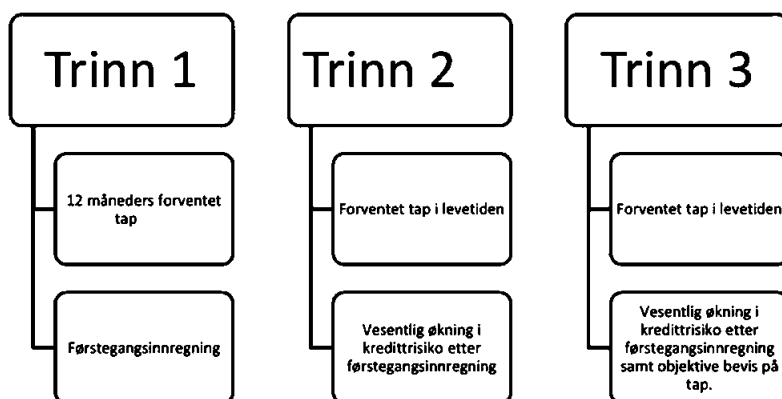 Trinn 1
12 måneders forventet
tap
Førstegangsinnregning
Trinn 2
Forventet tap i levetiden
Vesentlig økning i
kredittrisiko etter
førstegangsinnregning
Trinn 3
Forventet tap i levetiden
Vesentlig økning i
kredittrisiko etter
førstegangsinnregning
samt objektive bevis på
tap.